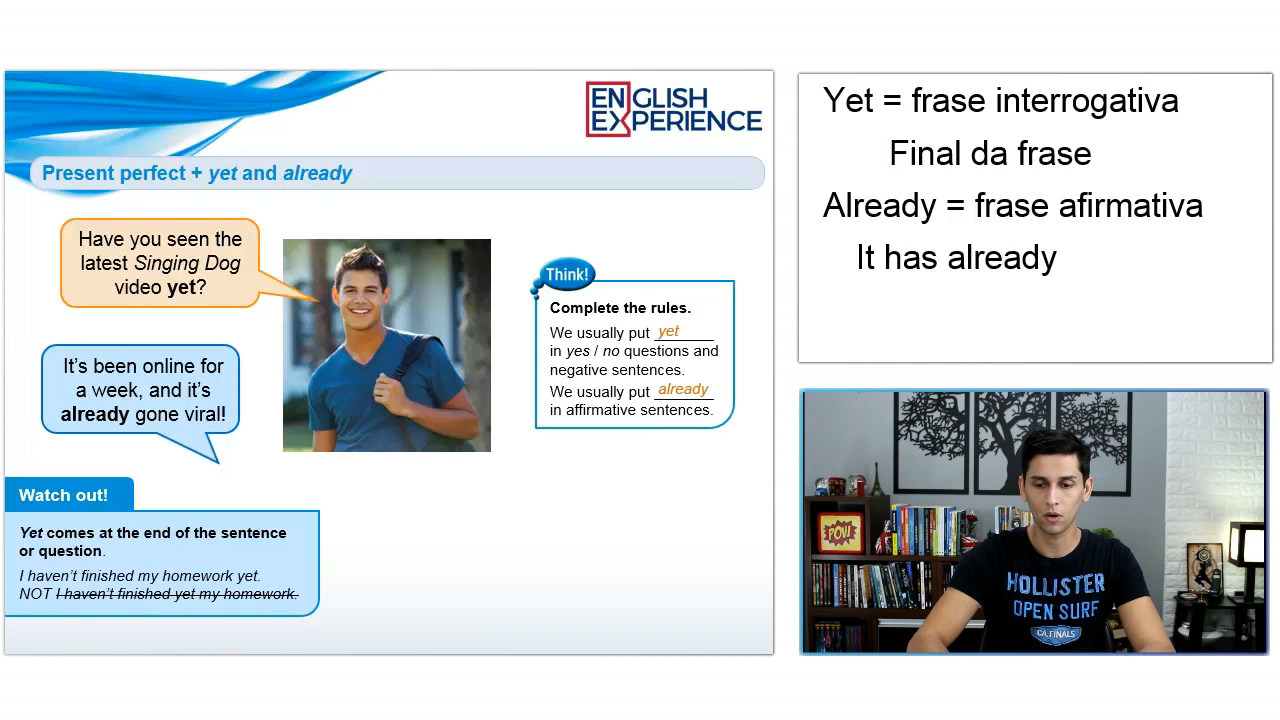 ENGLISH
EXPERIENCE
Present perfect + yet and already
Have you seen the
latest Singing Dog
video yet?
It's been online for
a week, and it's
already gone viral!
Think!
Complete the rules.
We usually put yet
in yes / no questions and
negative sentences.
We usually put already
in affirmative sentences.
Watch out!
Yet comes at the end of the sentence
or question.
I haven't finished my homework yet.
NOT I haven't finished yet my homework.
Yet = frase interrogativa
Final da frase
Already = frase afirmativa
It has already
POW!
HOLLISTER
OPEN SURF
CA. FINALS